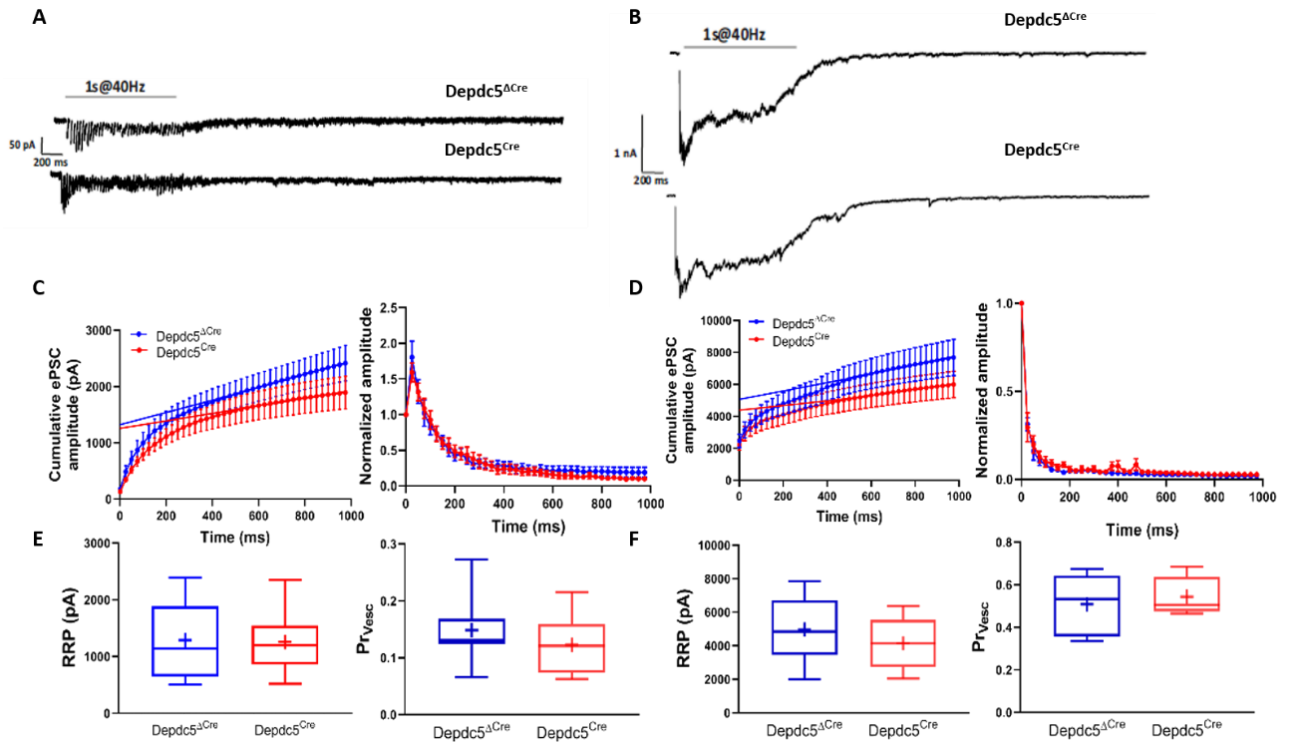 A
1s@40Hz
Depdc5ΔCre
50 pA
200 ms
Depdc5Cre
B
1s@40Hz
Depdc5ΔCre
1 nA
200 ms
Depdc5Cre
C
Cumulative ePSC
amplitude (pA)
3000
2000
1000
0
Depdc5ΔCre
Depdc5Cre
0 200 400 600 800 1000
Time (ms)
Normalized amplitude
2.5
2.0
1.5
1.0
0.5
0.0
0 200 400 600 800 1000
Time (ms)
D
Cumulative ePSC
amplitude (pA)
10000
8000
6000
4000
2000
0
Depdc5ΔCre
Depdc5Cre
0 200 400 600 800 1000
Time (ms)
Normalized amplitude
1.0
0.5
0.0
0 200 400 600 800 1000
Time (ms)
E
RRP (pA)
3000
2000
1000
0
Depdc5ΔCre Depdc5Cre
PrVesc
0.3
0.2
0.1
0.0
Depdc5ΔCre Depdc5Cre
F
RRP (pA)
10000
8000
6000
4000
2000
0
Depdc5ΔCre Depdc5Cre
PrVesc
0.8
0.6
0.4
0.2
0.0
Depdc5ΔCre Depdc5Cre